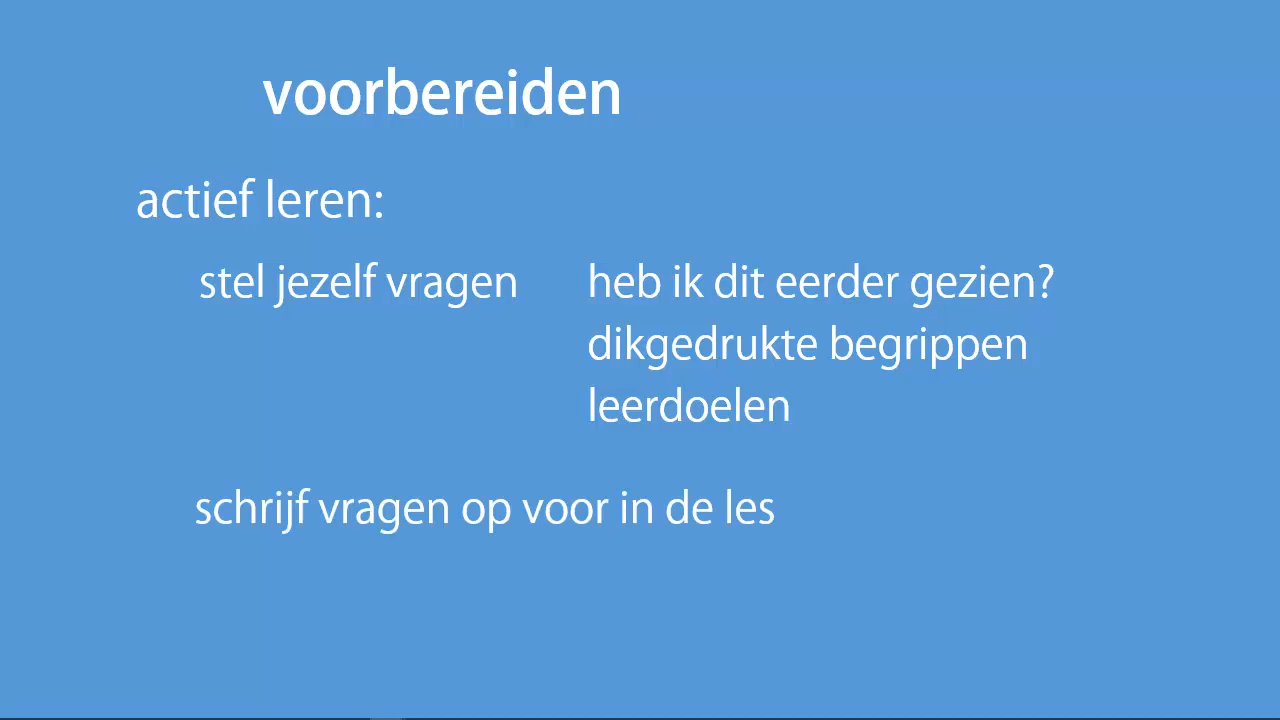 voorbereiden
actief leren:
stel jezelf vragen heb ik dit eerder gezien?
dikgedrukte begrippen
leerdoelen
schrijf vragen op voor in de les